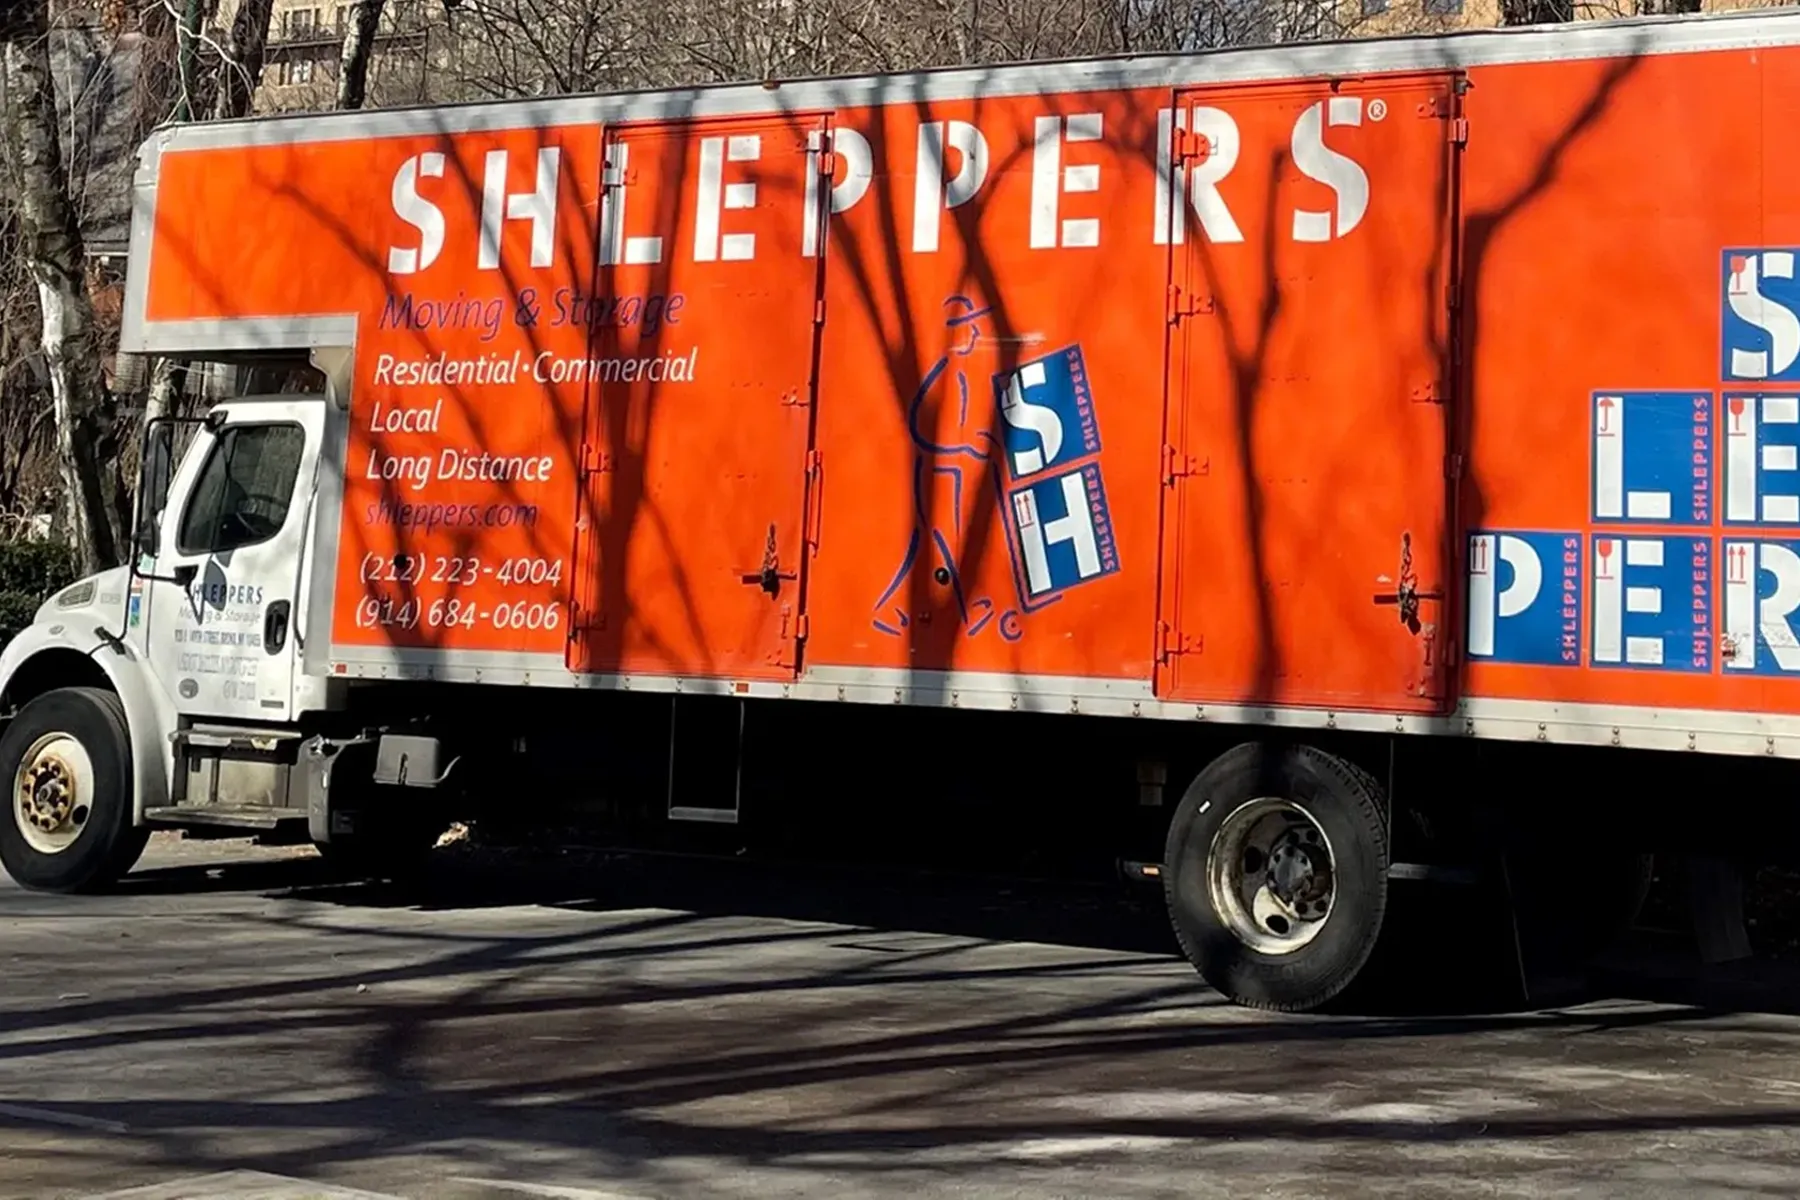 SHLEPPERS®
Moving & Storage
Residential·Commercial
Local
Long Distance
shleppers.com
(212) 223-4004
(914) 684-0606
SHLEPPERS
Moving & Storage
S SHLEPPERS
H SHLEPPERS
S
L SHLEPPERS E
P SHLEPPERS E SHLEPPERS R